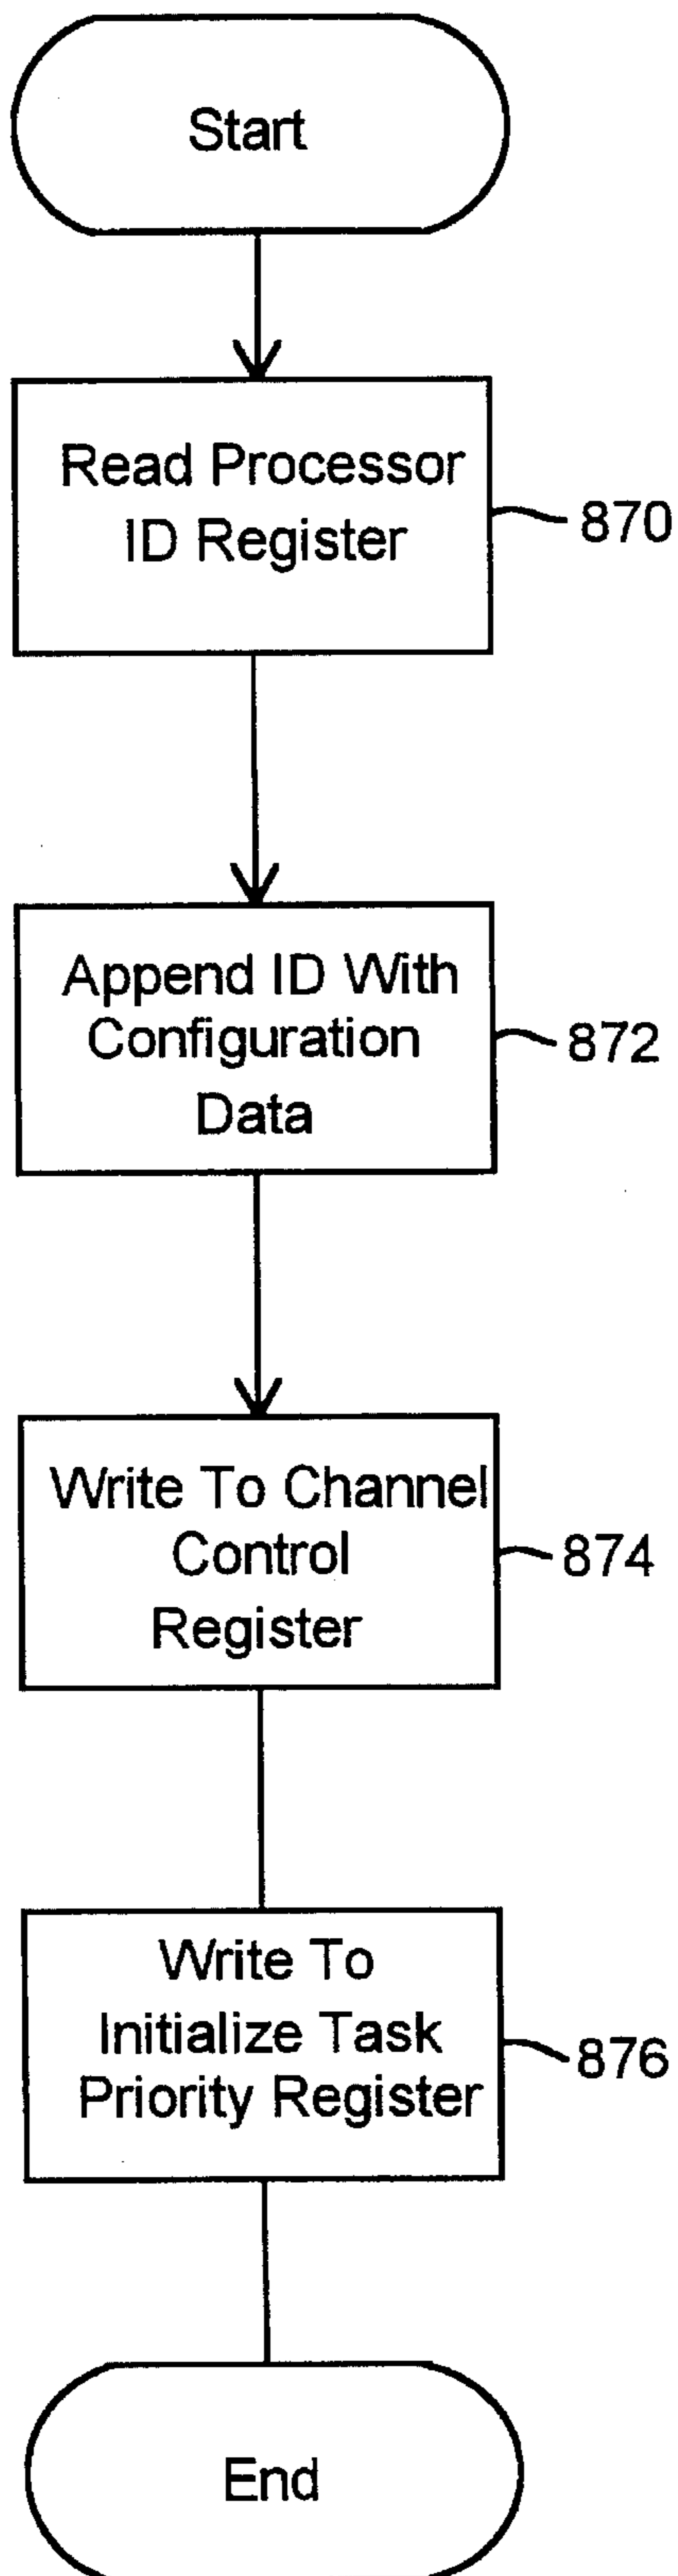 Start
Read Processor
ID Register
870
Append ID With
Configuration
Data
872
Write To Channel
Control
Register
874
Write To
Initialize Task
Priority Register
876
End